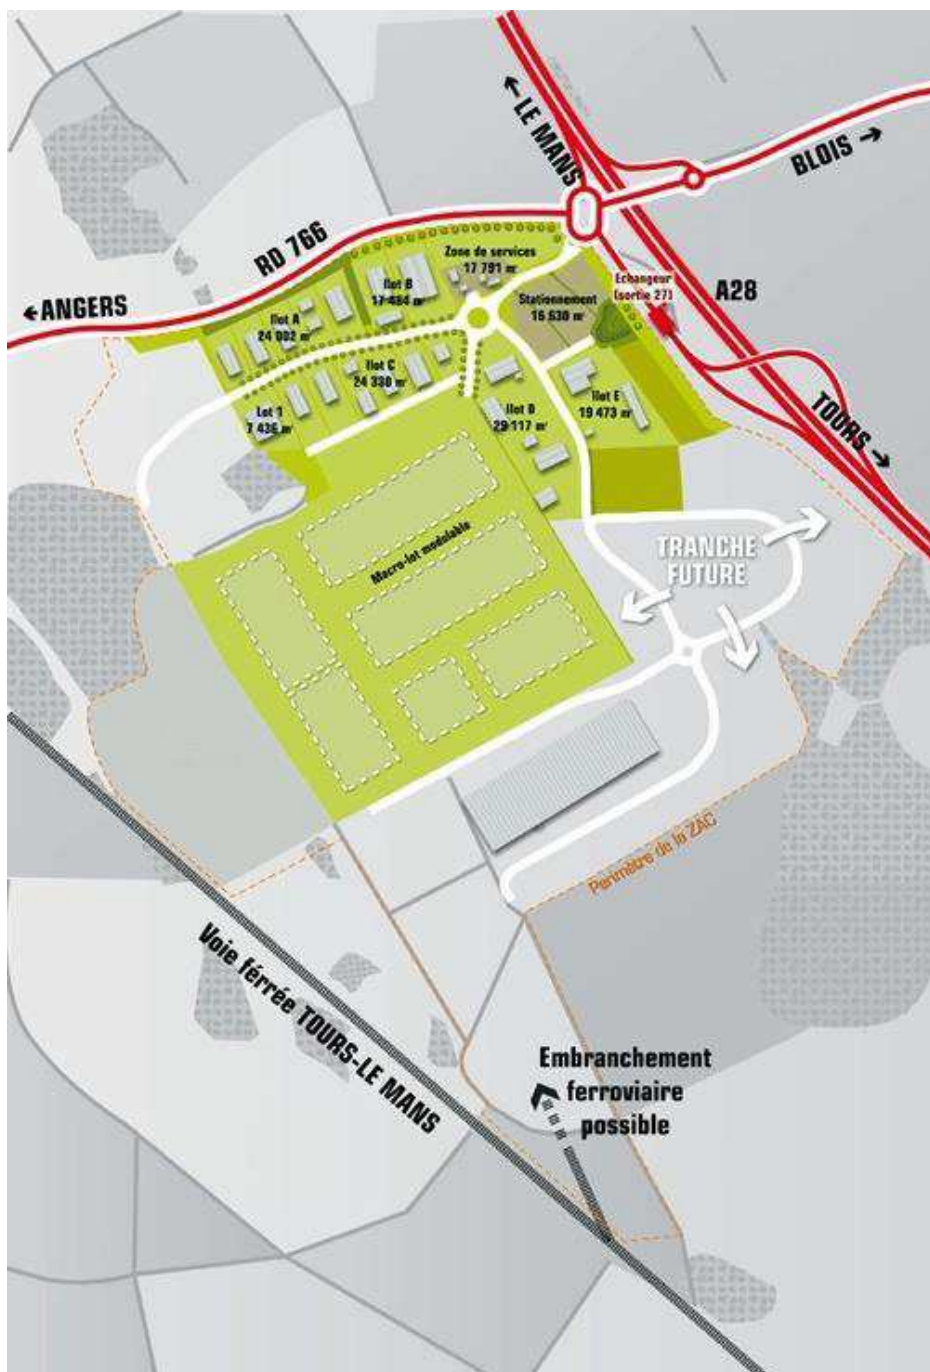 LE MANS
BLOIS
RD 766
ANGERS
Zone de services
17 791 m²
Ilot B
17 484 m²
Ilot A
24 002 m²
Stationnement
16 630 m²
Echangeur
(sortie 27)
A28
Ilot C
24 330 m²
Lot 1
7 436 m²
Ilot D
29 117 m²
Ilot E
19 473 m²
TOURS
Macro-lot modulable
TRANCHE
FUTURE
Périmètre de la ZAC
Voie férrée TOURS-LE MANS
Embranchement
ferroviaire
possible